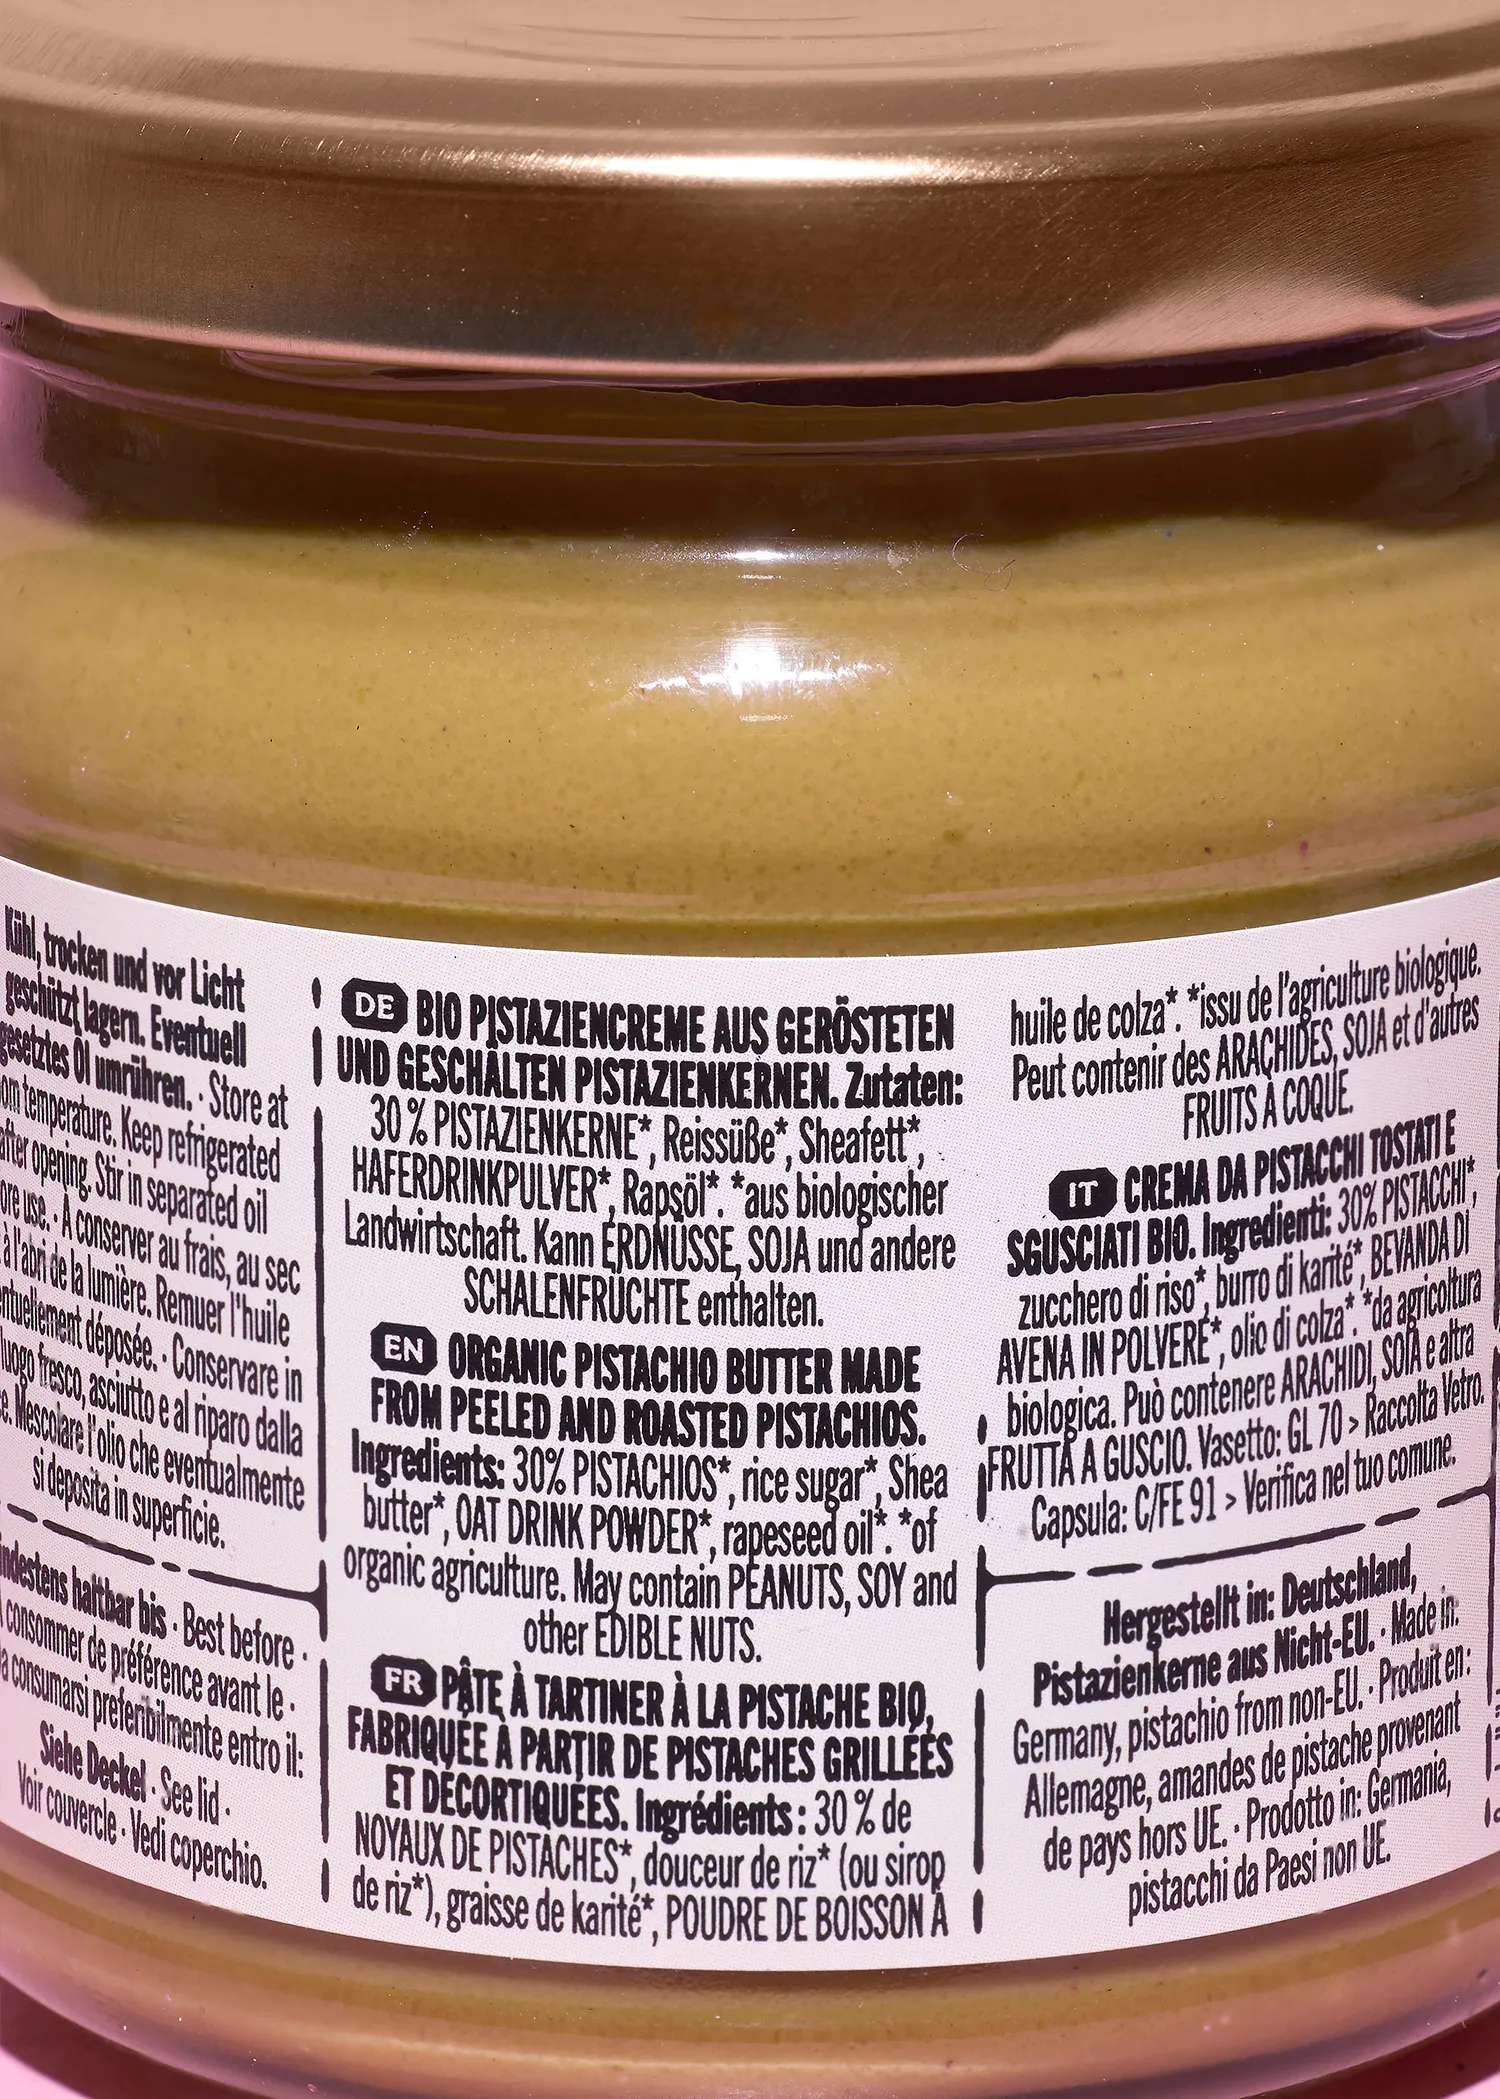 Kühl, trocken und vor Licht
geschützt lagern. Eventuell
gesetztes Öl umrühren. · Store at
temperature. Keep refrigerated
after opening. Stir in separated oil
use. · À conserver au frais, au sec
à l'abri de la lumière. Remuer l'huile
déposée. · Conservare in
luogo fresco, asciutto e al riparo dalla
Mescolare l'olio che eventualmente
si deposita in superficie.
haltbar bis · Best before ·
consommer de préférence avant le ·
consumarsi preferibilmente entro il:
Siehe Deckel · See lid ·
Voir couvercle · Vedi coperchio.
DE BIO PISTAZIENCREME AUS GERÖSTETEN
UND GESCHÄLTEN PISTAZIENKERNEN. Zutaten:
30 % PISTAZIENKERNE*, Reissüße*, Sheafett*,
HAFERDRINKPULVER*, Rapsöl*. *aus biologischer
Landwirtschaft. Kann ERDNÜSSE, SOJA und andere
SCHALENFRÜCHTE enthalten.
EN ORGANIC PISTACHIO BUTTER MADE
FROM PEELED AND ROASTED PISTACHIOS.
Ingredients: 30% PISTACHIOS*, rice sugar*, Shea
butter*, OAT DRINK POWDER*, rapeseed oil*. *of
organic agriculture. May contain PEANUTS, SOY and
other EDIBLE NUTS.
FR PÂTE À TARTINER À LA PISTACHE BIO,
FABRIQUÉE À PARTIR DE PISTACHES GRILLÉES
ET DÉCORTIQUÉES. Ingrédients : 30 % de
NOYAUX DE PISTACHES*, douceur de riz* (ou sirop
de riz*), graisse de karité*, POUDRE DE BOISSON À
huile de colza*. *issu de l'agriculture biologique.
Peut contenir des ARACHIDES, SOJA et d'autres
FRUITS À COQUE.
IT CREMA DA PISTACCHI TOSTATI E
SGUSCIATI BIO. Ingredienti: 30% PISTACCHI*,
zucchero di riso*, burro di karité*, BEVANDA DI
AVENA IN POLVERE*, olio di colza*. *da agricoltura
biologica. Può contenere ARACHIDI, SOIA e altra
FRUTTA A GUSCIO. Vasetto: GL 70 > Raccolta Vetro.
Capsula: C/FE 91 > Verifica nel tuo comune.
Hergestellt in: Deutschland,
Pistazienkerne aus Nicht-EU. · Made in:
Germany, pistachio from non-EU. · Produit en:
Allemagne, amandes de pistache provenant
de pays hors UE. · Prodotto in: Germania,
pistacchi da Paesi non UE.